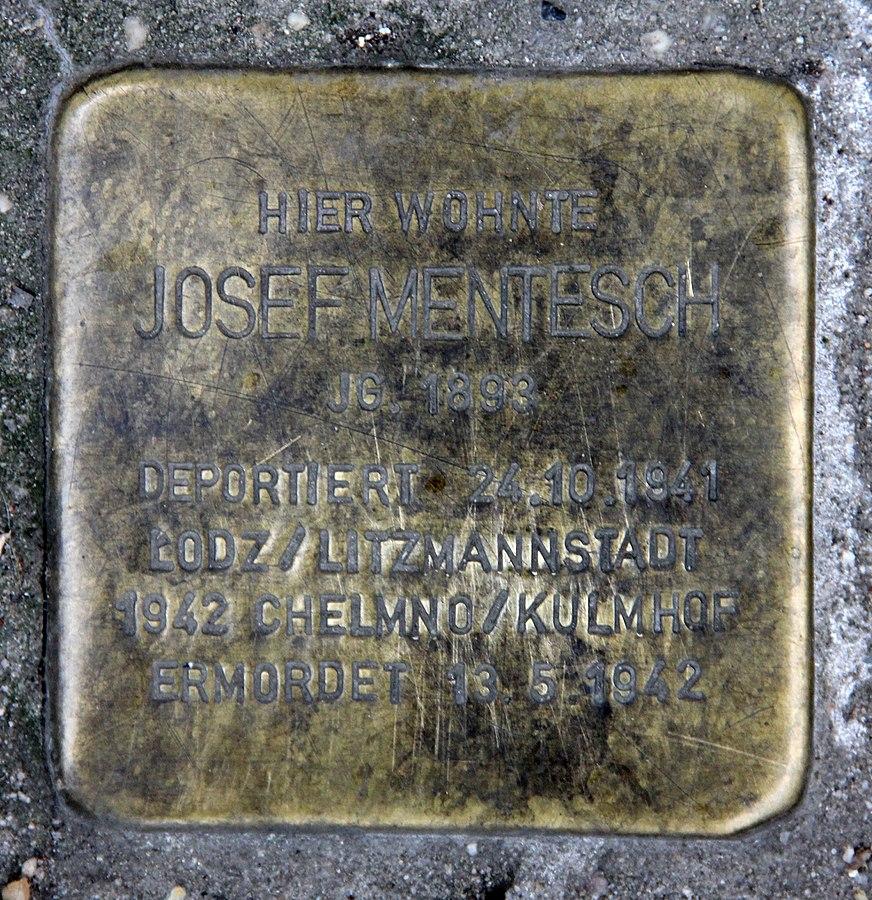 HIER WOHNTE
JOSEF MENTESCH
JG. 1893
DEPORTIERT 24.10.1941
ŁODZ/LITZMANNSTADT
1942 CHELMNO/KULMHOF
ERMORDET 13.5.1942